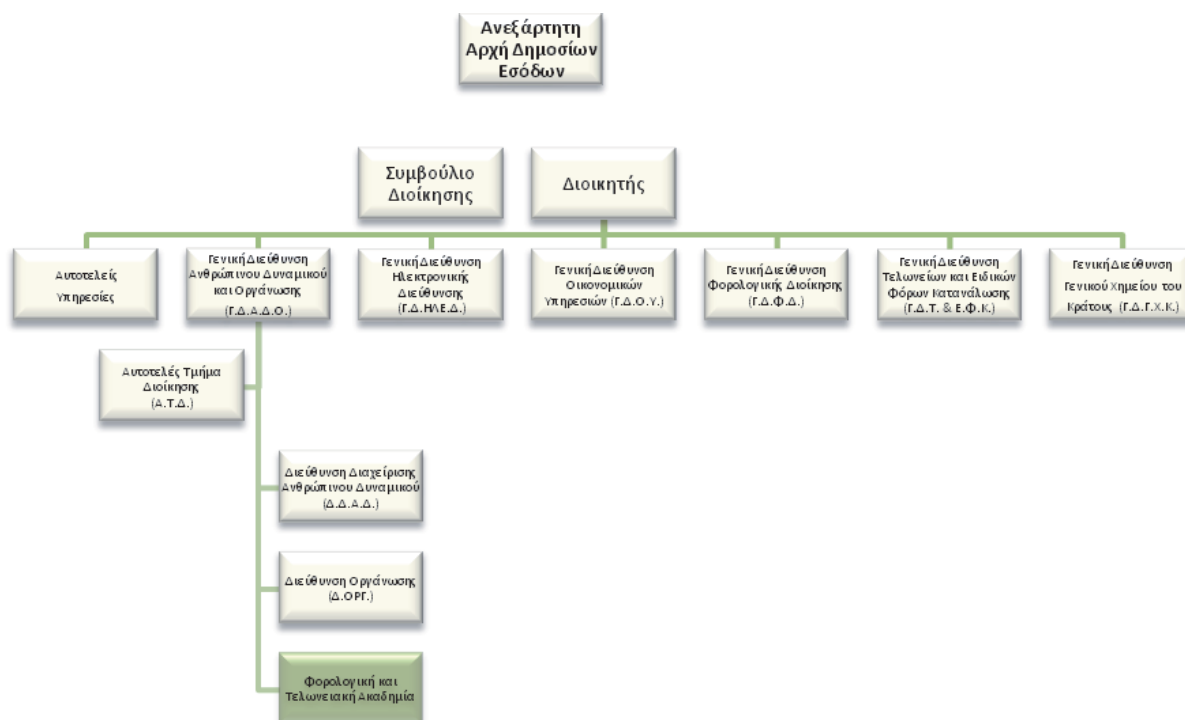 Ανεξάρτητη
Αρχή Δημοσίων
Εσόδων
Συμβούλιο
Διοίκησης
Διοικητής
Αυτοτελείς
Υπηρεσίες
Γενική Διεύθυνση
Ανθρώπινου Δυναμικού
και Οργάνωσης
(Γ.Δ.Α.Δ.Ο.)
Γενική Διεύθυνση
Ηλεκτρονικής
Διεύθυνσης
(Γ.Δ.ΗΛΕ.Δ.)
Γενική Διεύθυνση
Οικονομικών
Υπηρεσιών (Γ.Δ.Ο.Υ.)
Γενική Διεύθυνση
Φορολογικής Διοίκησης
(Γ.Δ.Φ.Δ.)
Γενική Διεύθυνση
Τελωνείων και Ειδικών
Φόρων Κατανάλωσης
(Γ.Δ.Τ. & Ε.Φ.Κ.)
Γενική Διεύθυνση
Γενικού Χημείου του
Κράτους (Γ.Δ.Γ.Χ.Κ.)
Αυτοτελές Τμήμα
Διοίκησης
(Α.Τ.Δ.)
Διεύθυνση Διαχείρισης
Ανθρώπινου Δυναμικού
(Δ.Δ.Α.Δ.)
Διεύθυνση Οργάνωσης
(Δ.ΟΡΓ.)
Φορολογική και
Τελωνειακή Ακαδημία